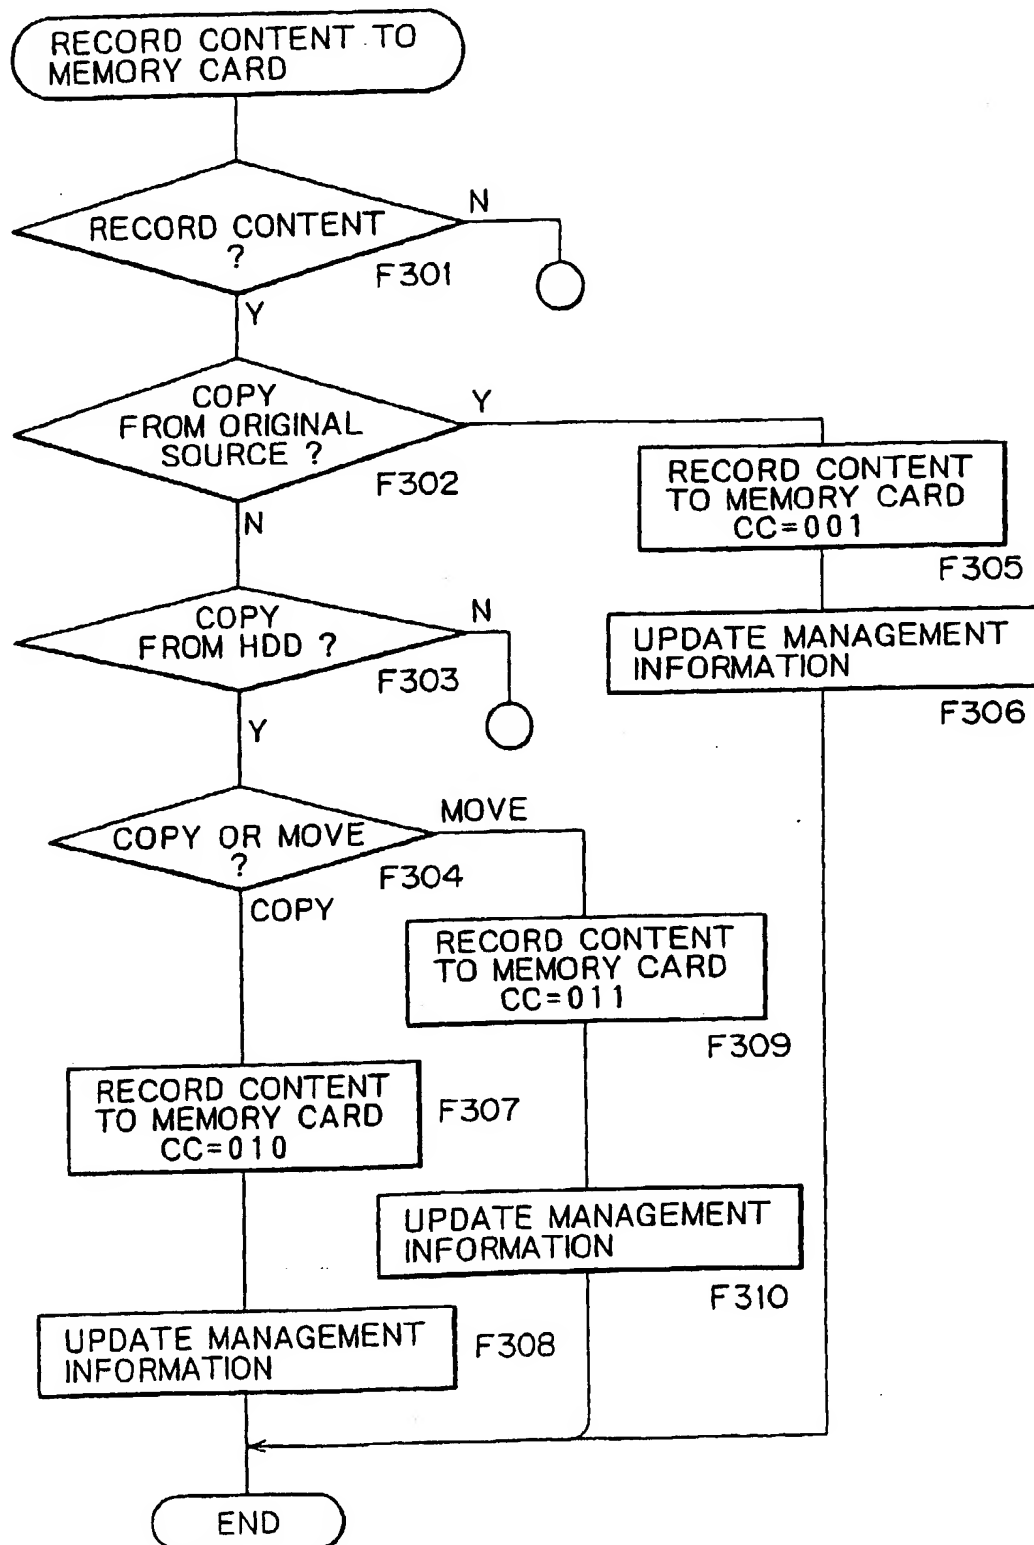 RECORD CONTENT TO
MEMORY CARD
RECORD CONTENT
?
N
F301
Y
COPY
FROM ORIGINAL
SOURCE ?
Y
F302
N
RECORD CONTENT
TO MEMORY CARD
CC=001
F305
COPY
FROM HDD ?
N
F303
Y
UPDATE MANAGEMENT
INFORMATION
F306
COPY OR MOVE
?
MOVE
F304
COPY
RECORD CONTENT
TO MEMORY CARD
CC=011
F309
RECORD CONTENT
TO MEMORY CARD
CC=010
F307
UPDATE MANAGEMENT
INFORMATION
F310
UPDATE MANAGEMENT
INFORMATION
F308
END